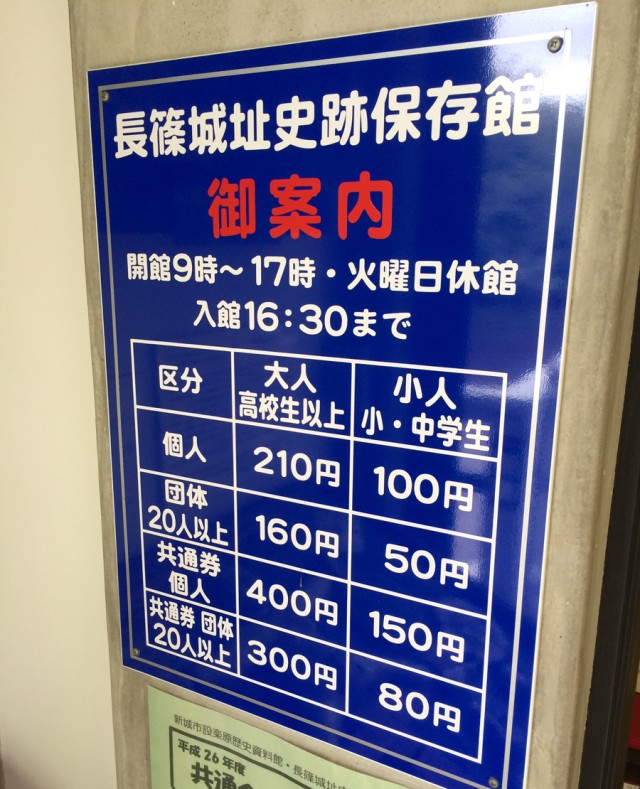 長篠城址史跡保存館
御案内
開館9時～17時・火曜日休館
入館16:30まで
区分 大人 高校生以上 小人 小・中学生
個人 210円 100円
団体 20人以上 160円 50円
共通券 個人 400円 150円
共通券 団体 20人以上 300円 80円
新城市設楽原歴史資料館・長篠城址
平成26年度
共通